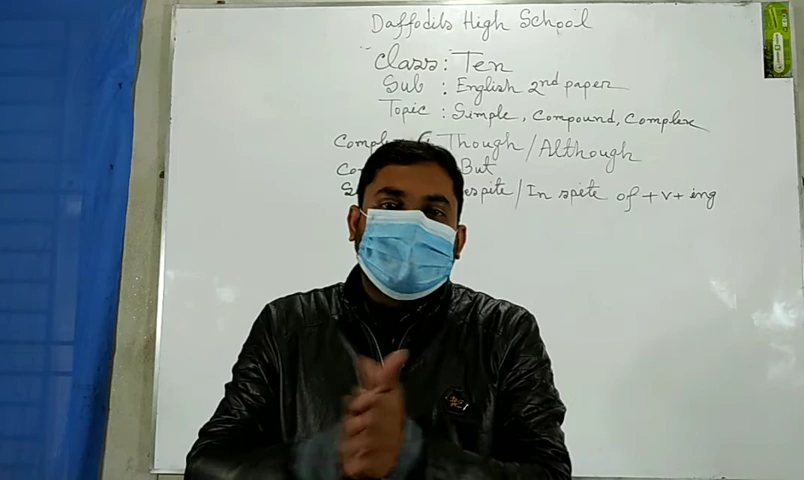 Daffodils High School
Class: Ten
Sub : English 2nd paper
Topic : Simple, Compound, Complex
Though / Although
But
/ In spite of + v + ing